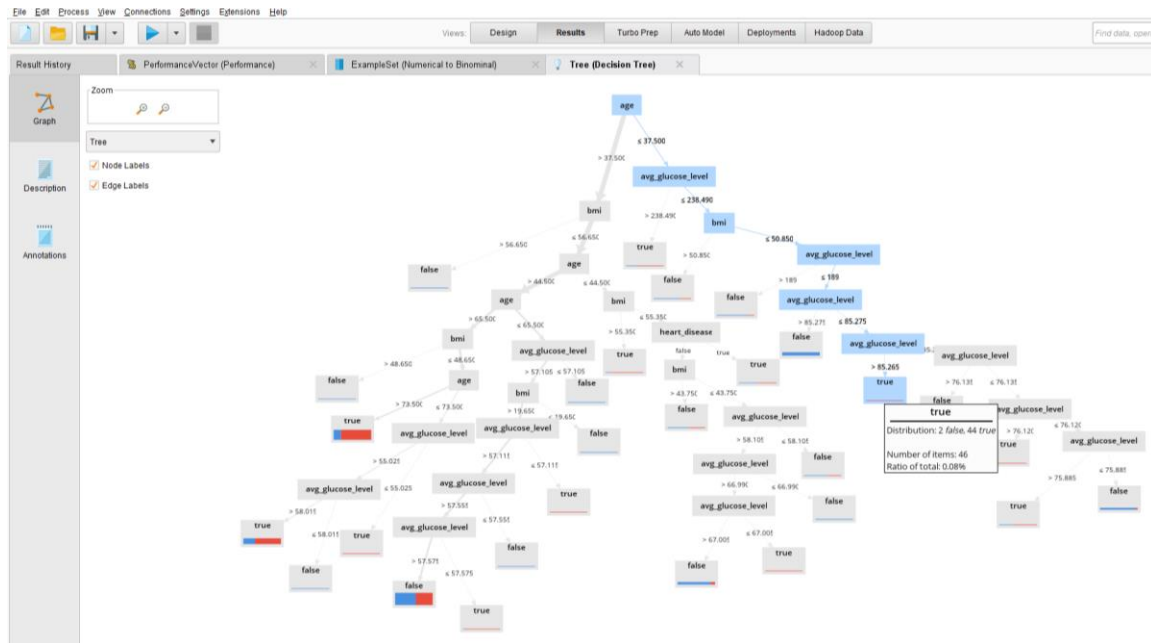 File Edit Process View Connections Settings Extensions Help
Views: Design Results Turbo Prep Auto Model Deployments Hadoop Data
Find data, oper
Result History PerformanceVector (Performance) ExampleSet (Numerical to Binominal) Tree (Decision Tree)
Zoom
Graph
Tree
Node Labels
Edge Labels
Description
Annotations
age
> 37.500 ≤ 37.500
avg_glucose_level
bmi > 238.490 ≤ 238.490
bmi
> 56.650 ≤ 56.650 true > 50.850 ≤ 50.850
false age false avg_glucose_level
> 44.500 ≤ 44.500 > 189 ≤ 189
age bmi false avg_glucose_level
> 65.500 ≤ 65.500 > 55.350 ≤ 55.350 > 85.275 ≤ 85.275
bmi avg_glucose_level true heart_disease false avg_glucose_level avg_glucose_level
> 48.650 ≤ 48.650 > 57.105 ≤ 57.105 false true > 85.265 > 76.135 ≤ 76.135
false age bmi false bmi true true false avg_glucose_level
> 73.500 ≤ 73.500 > 19.650 ≤ 19.650 > 43.750 ≤ 43.750 > 76.120 ≤ 76.120
true avg_glucose_level avg_glucose_level false false avg_glucose_level true avg_glucose_level
true
Distribution: 2 false, 44 true
Number of items: 46
Ratio of total: 0.08%
> 55.025 ≤ 55.025 > 57.115 ≤ 57.115 > 58.105 ≤ 58.105 > 75.885 ≤ 75.885
avg_glucose_level true avg_glucose_level true avg_glucose_level false true false
> 58.015 ≤ 58.015 > 57.555 ≤ 57.555 > 66.990 ≤ 66.990
true false avg_glucose_level false avg_glucose_level false
> 57.575 ≤ 57.575 > 67.005 ≤ 67.005
false true false true